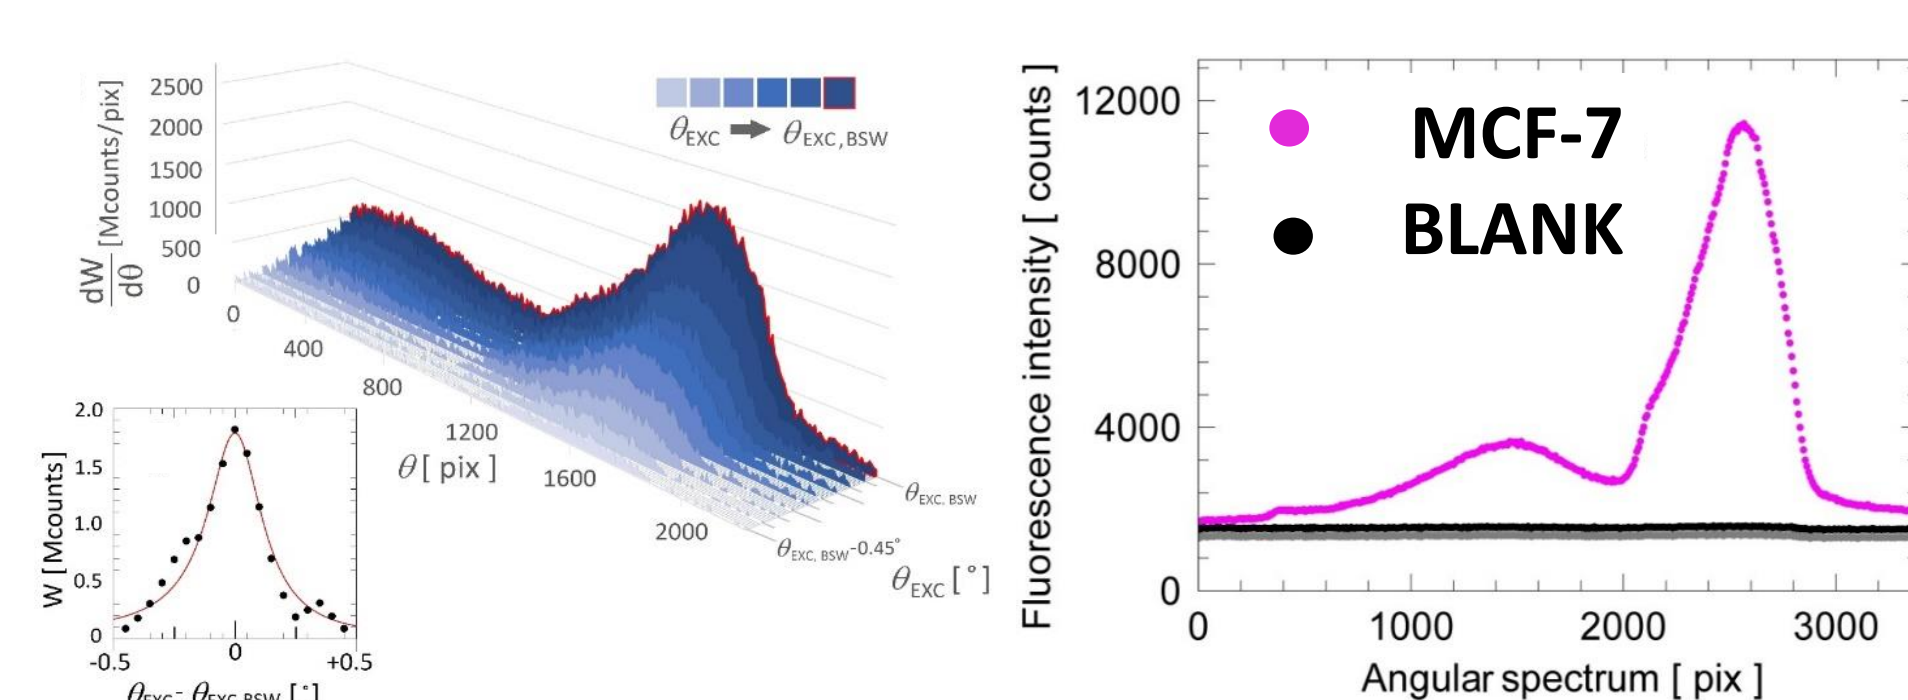 2500
2000
1500
1000
500
0
dW
dθ
[Mcounts/pix]
θEXC ➡ θEXC, BSW
0
400
800
1200
1600
2000
θ [ pix ]
θEXC, BSW
θEXC, BSW-0.45°
θEXC [°]
2.0
1.5
1.0
0.5
0
W [Mcounts]
-0.5 0 +0.5
θEXC- θEXC,BSW [°]
Fluorescence intensity [ counts ]
12000
8000
4000
0
MCF-7
BLANK
0 1000 2000 3000
Angular spectrum [ pix ]